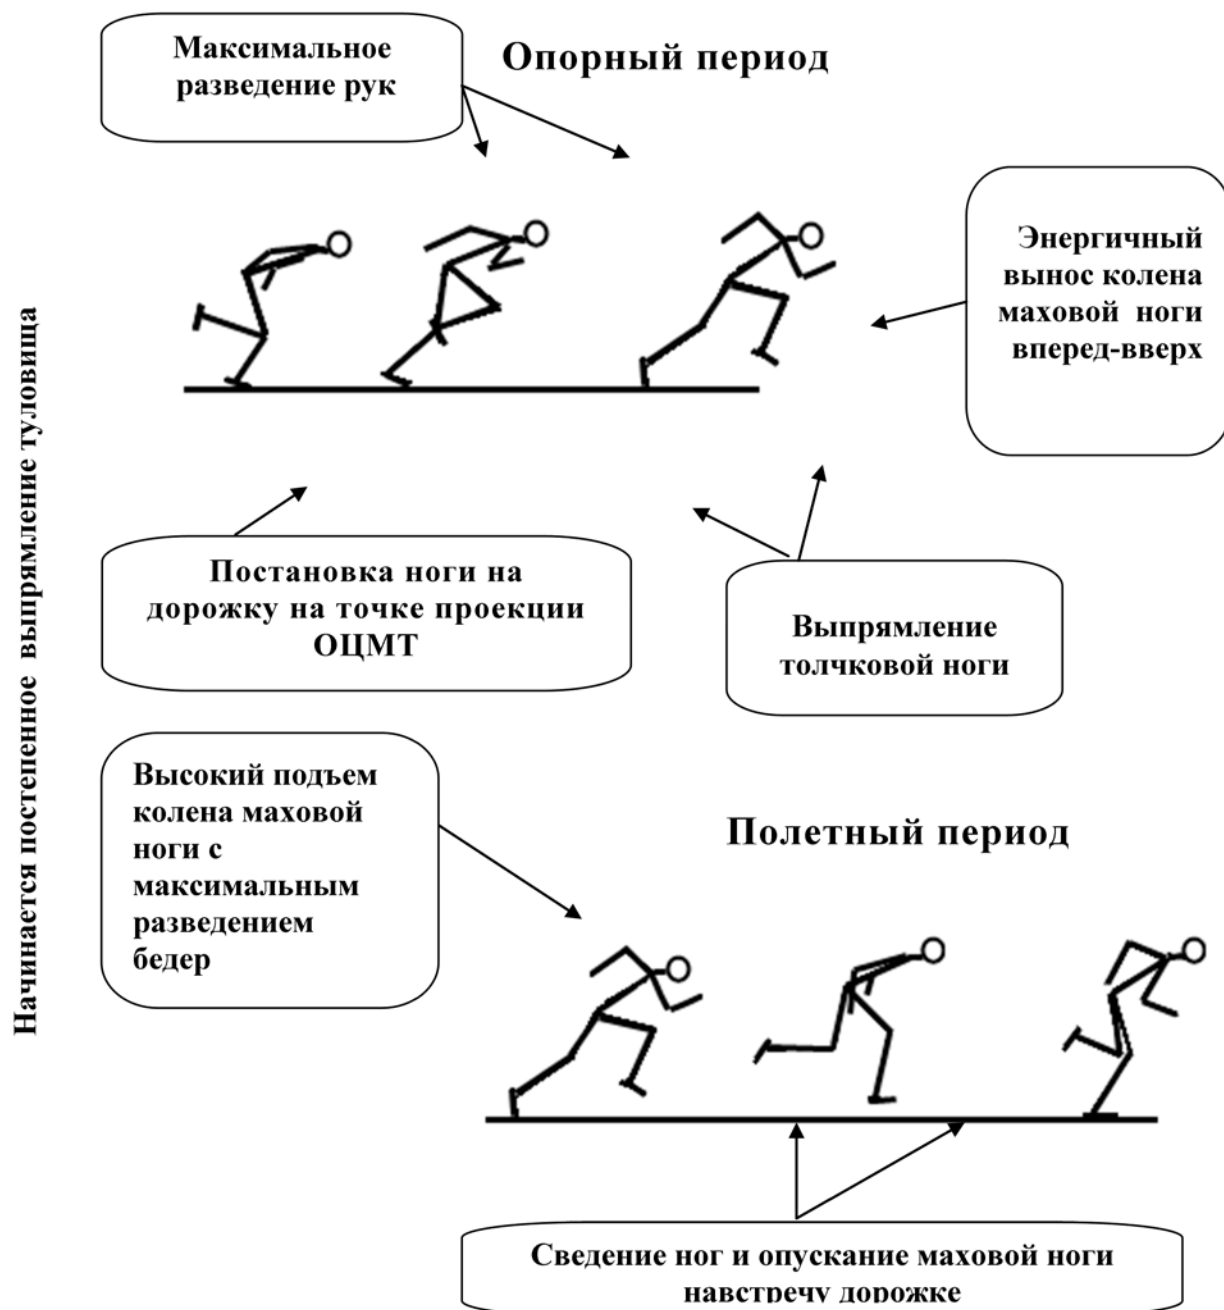 Максимальное
разведение рук
Опорный период
Энергичный
вынос колена
маховой ноги
вперед-вверх
Начинается постепенное выпрямление туловища
Постановка ноги на
дорожку на точке проекции
ОЦМТ
Выпрямление
толчковой ноги
Высокий подъем
колена маховой
ноги с
максимальным
разведением
бедер
Полетный период
Сведение ног и опускание маховой ноги
навстречу дорожке